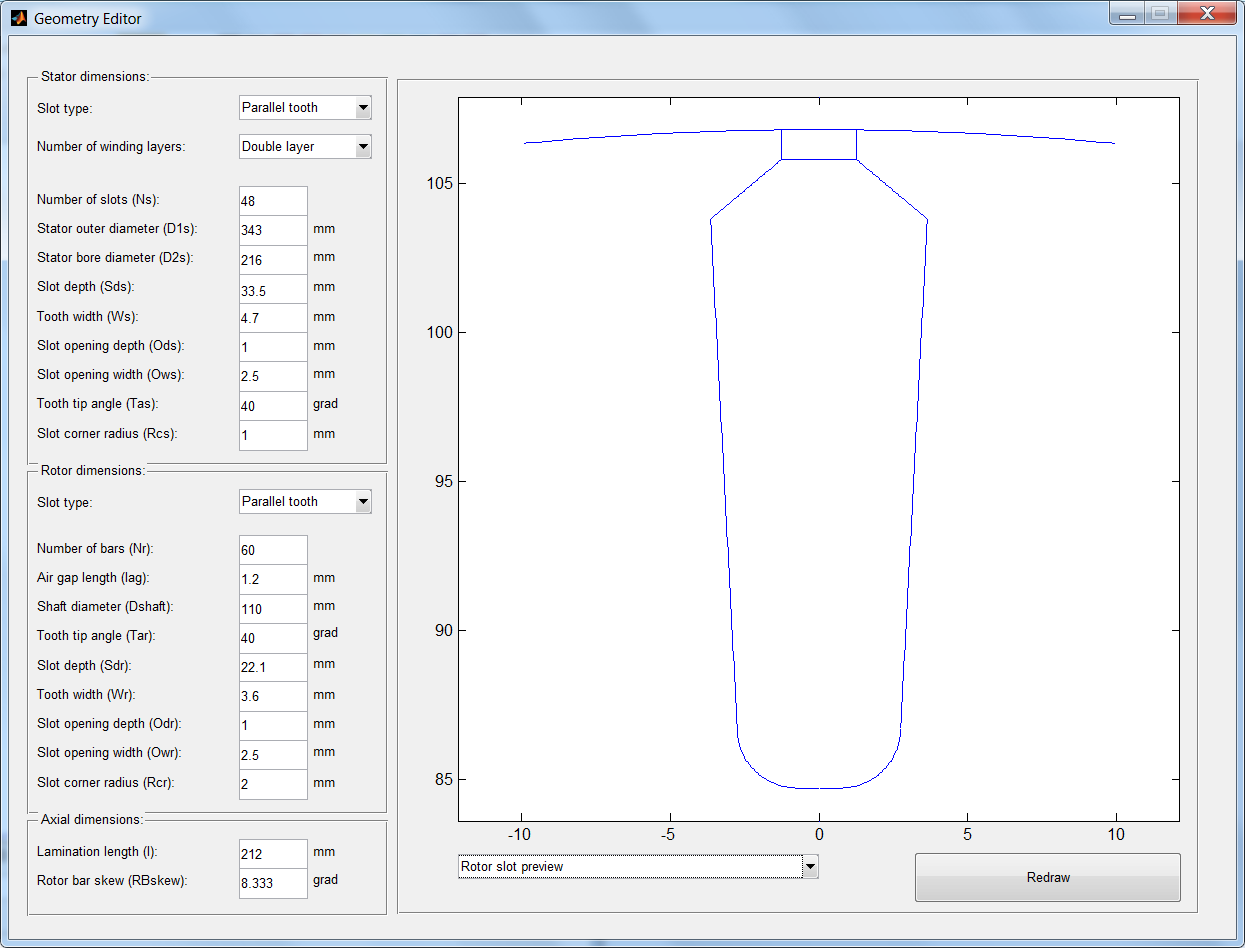 Geometry Editor
Stator dimensions:
Slot type: Parallel tooth
Number of winding layers: Double layer
Number of slots (Ns): 48
Stator outer diameter (D1s): 343 mm
Stator bore diameter (D2s): 216 mm
Slot depth (Sds): 33.5 mm
Tooth width (Ws): 4.7 mm
Slot opening depth (Ods): 1 mm
Slot opening width (Ows): 2.5 mm
Tooth tip angle (Tas): 40 grad
Slot corner radius (Rcs): 1 mm
Rotor dimensions:
Slot type: Parallel tooth
Number of bars (Nr): 60
Air gap length (lag): 1.2 mm
Shaft diameter (Dshaft): 110 mm
Tooth tip angle (Tar): 40 grad
Slot depth (Sdr): 22.1 mm
Tooth width (Wr): 3.6 mm
Slot opening depth (Odr): 1 mm
Slot opening width (Owr): 2.5 mm
Slot corner radius (Rcr): 2 mm
Axial dimensions:
Lamination length (l): 212 mm
Rotor bar skew (RBskew): 8.333 grad
105
100
95
90
85
-10 -5 0 5 10
Rotor slot preview
Redraw